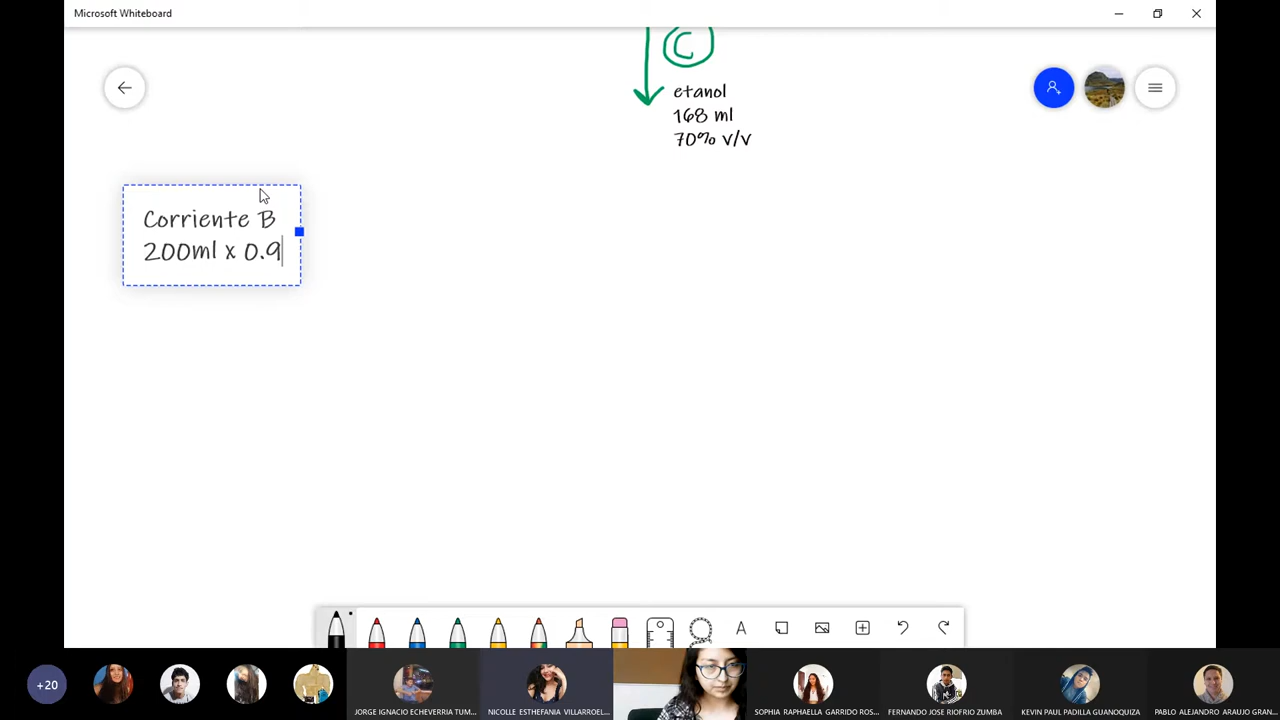 Microsoft Whiteboard
C
etanol
168 ml
70% v/v
Corriente B
200ml x 0.9
A
+20
JORGE IGNACIO ECHEVERRIA TUM...
NICOLLE ESTHEFANIA VILLARROEL...
SOPHIA RAPHAELLA GARRIDO ROS...
FERNANDO JOSE RIOFRIO ZUMBA
KEVIN PAUL PADILLA GUANOQUIZA
PABLO ALEJANDRO ARAUJO GRAN...